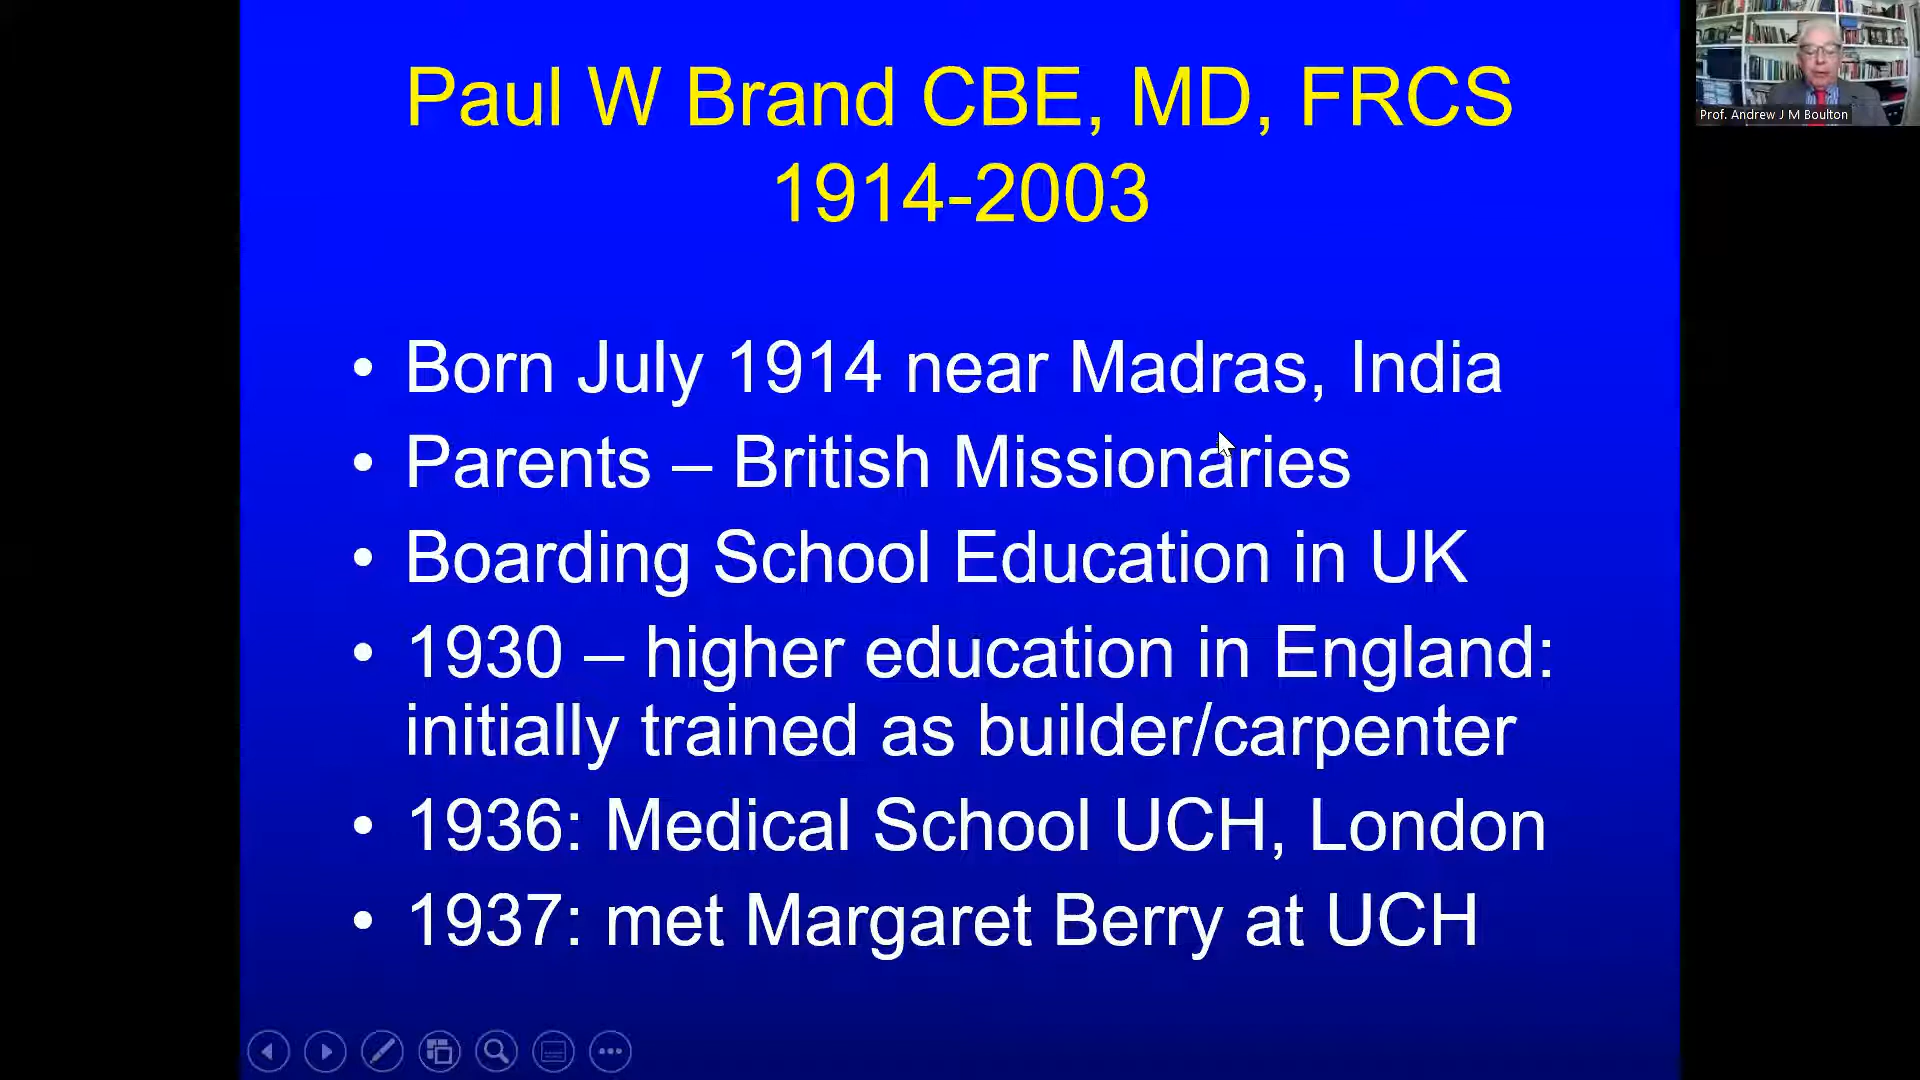 Paul W Brand CBE, MD, FRCS
1914-2003
• Born July 1914 near Madras, India
• Parents – British Missionaries
• Boarding School Education in UK
• 1930 – higher education in England:
initially trained as builder/carpenter
• 1936: Medical School UCH, London
• 1937: met Margaret Berry at UCH
Prof. Andrew J M Boulton